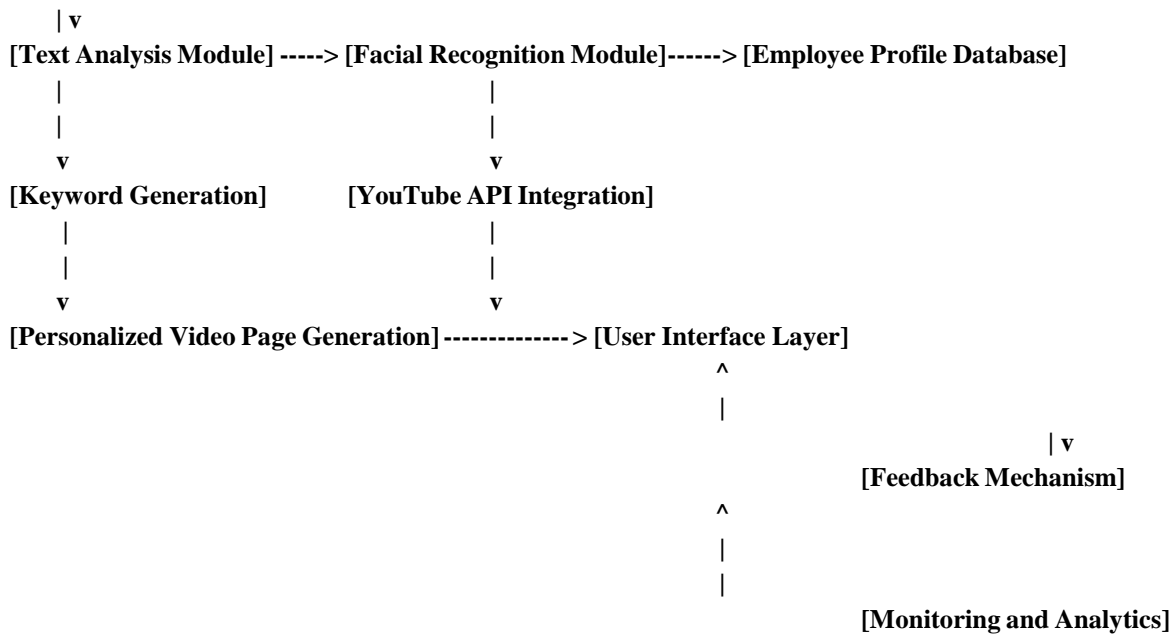 | v
[Text Analysis Module] -----> [Facial Recognition Module]------> [Employee Profile Database]
| |
| |
v v
[Keyword Generation] [YouTube API Integration]
| |
| |
v v
[Personalized Video Page Generation] -------------- > [User Interface Layer]
^
|
| v
[Feedback Mechanism]
^
|
|
[Monitoring and Analytics]